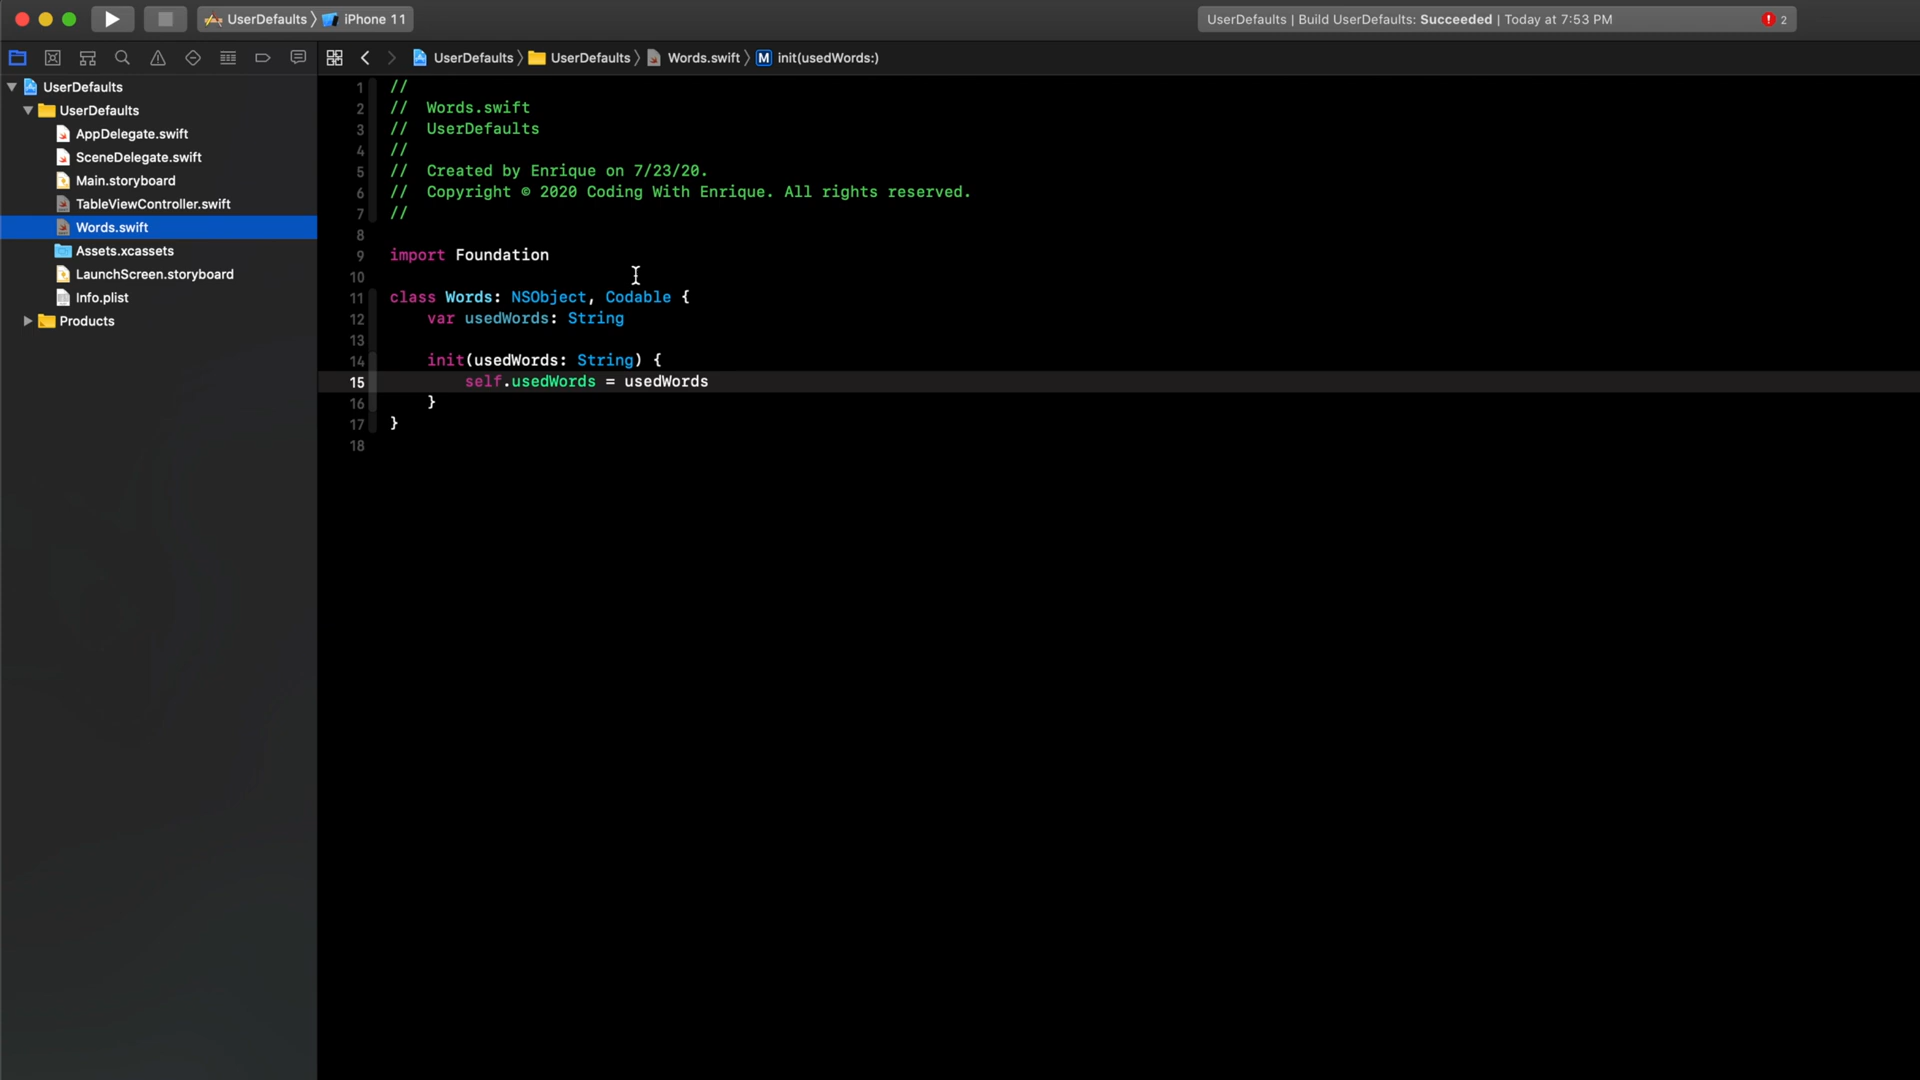 UserDefaults 〉 iPhone 11
UserDefaults | Build UserDefaults: Succeeded | Today at 7:53 PM
2
UserDefaults 〉 UserDefaults 〉 Words.swift 〉 M init(usedWords:)
UserDefaults
UserDefaults
AppDelegate.swift
SceneDelegate.swift
Main.storyboard
TableViewController.swift
Words.swift
Assets.xcassets
LaunchScreen.storyboard
Info.plist
Products
1 //
2 //  Words.swift
3 //  UserDefaults
4 //
5 //  Created by Enrique on 7/23/20.
6 //  Copyright © 2020 Coding With Enrique. All rights reserved.
7 //
8
9 import Foundation
10
11 class Words: NSObject, Codable {
12     var usedWords: String
13
14     init(usedWords: String) {
15         self.usedWords = usedWords
16     }
17 }
18